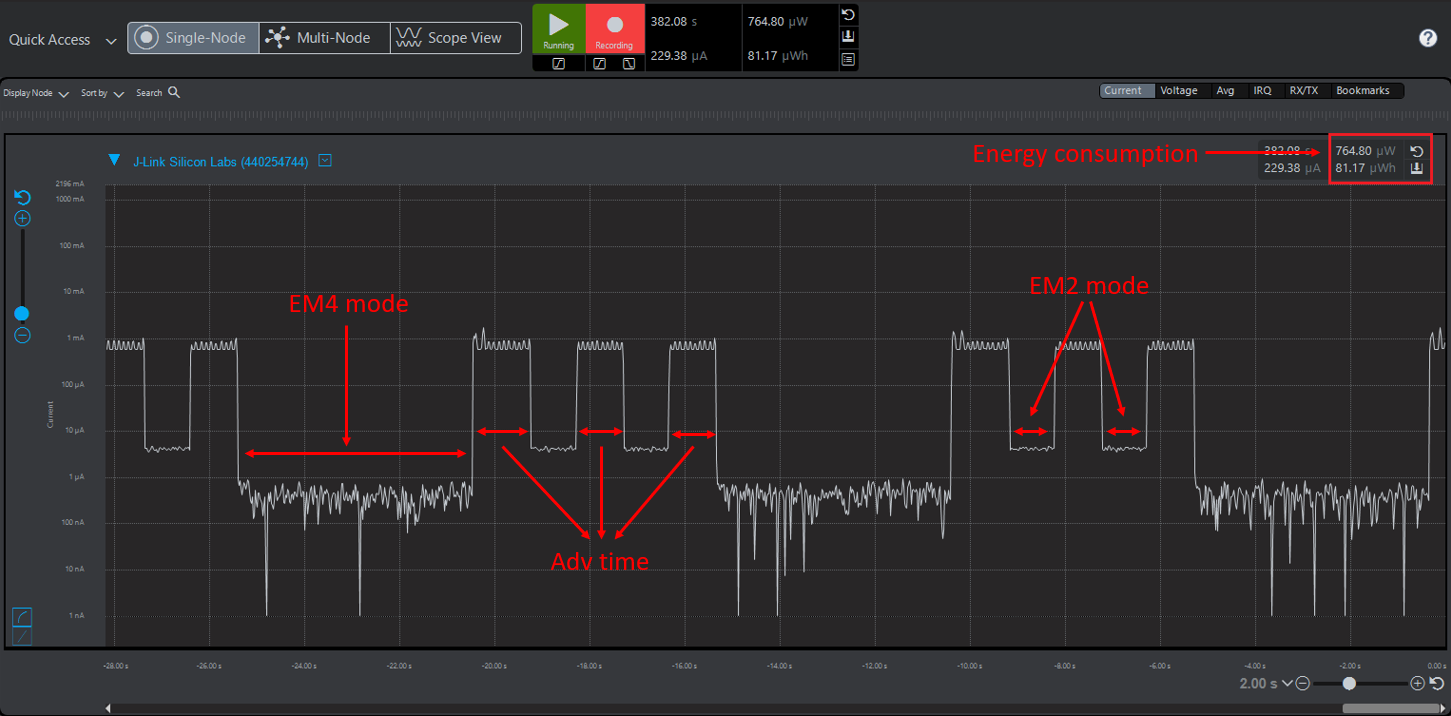 Quick Access
Single-Node
Multi-Node
Scope View
Running
Recording
382.08 s
764.80 µW
229.38 µA
81.17 µWh
Display Node
Sort by
Search
Current
Voltage
Avg
IRQ
RX/TX
Bookmarks
J-Link Silicon Labs (440254744)
Energy consumption
382.08 s
764.80 µW
229.38 µA
81.17 µWh
2196 mA
1000 mA
100 mA
10 mA
1 mA
100 µA
10 µA
1 µA
100 nA
10 nA
1 nA
Current
EM4 mode
EM2 mode
Adv time
-28.00 s
-26.00 s
-24.00 s
-22.00 s
-20.00 s
-18.00 s
-16.00 s
-14.00 s
-12.00 s
-10.00 s
-8.00 s
-6.00 s
-4.00 s
-2.00 s
0.00 s
2.00 s